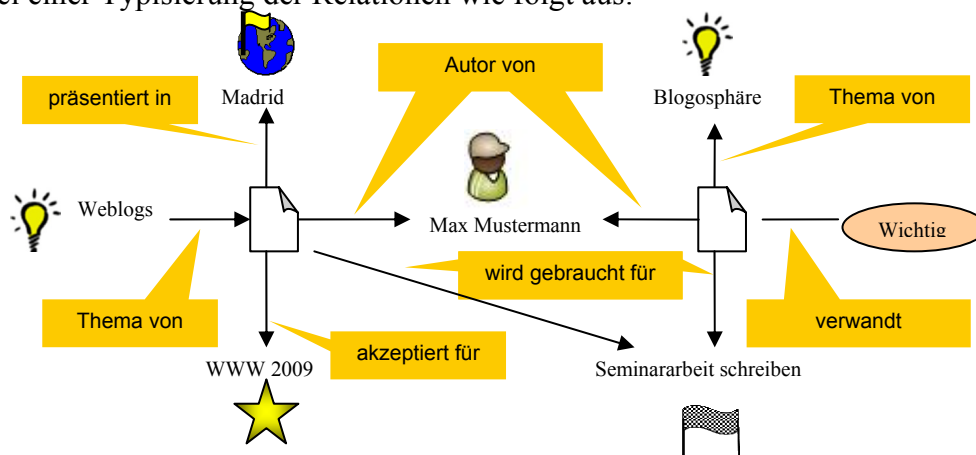 ei einer Typisierung der Relationen wie folgt aus:
Autor von
präsentiert in
Madrid
Blogosphäre
Thema von
Weblogs
Max Mustermann
Wichtig
wird gebraucht für
Thema von
verwandt
akzeptiert für
WWW 2009
Seminararbeit schreiben